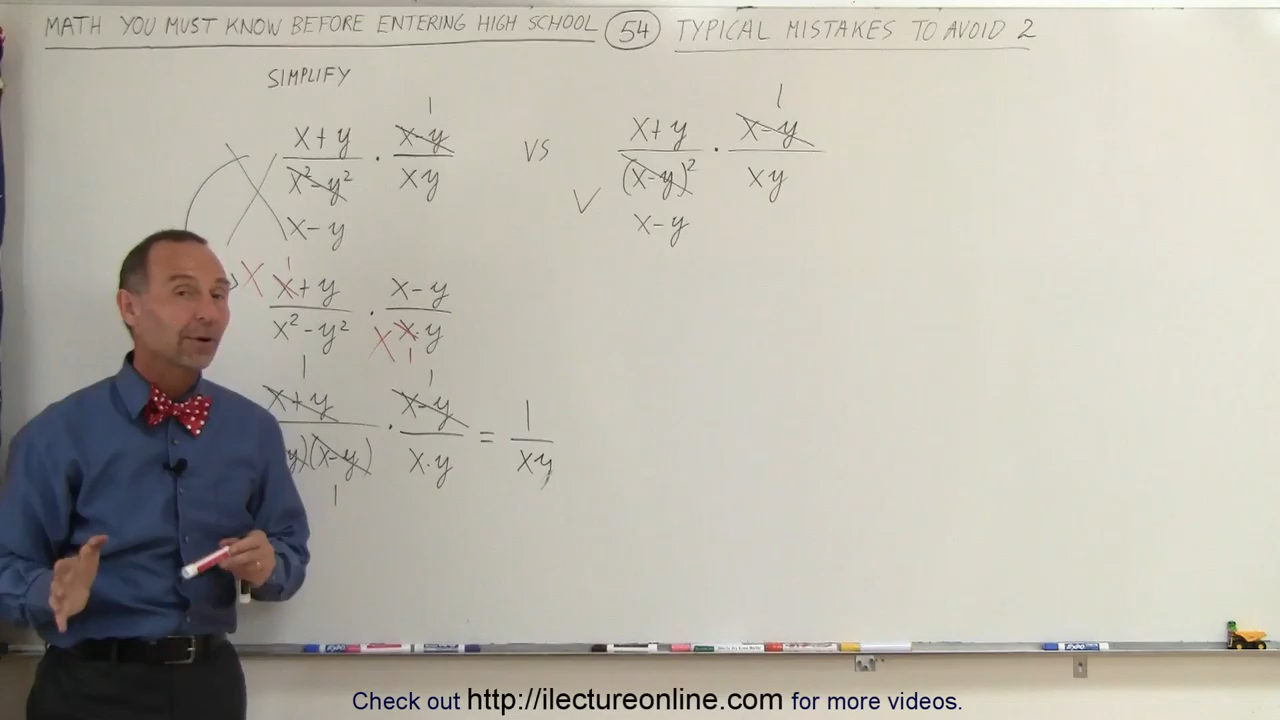 MATH YOU MUST KNOW BEFORE ENTERING HIGH SCHOOL 54 TYPICAL MISTAKES TO AVOID 2
SIMPLIFY
1
x+y x-y
x²-y² · xy
x-y
VS
1
x+y x-y
(x-y)² · xy
√ x-y
1
X x+y x-y
x²-y² · X x·y
1
1 1
x+y x-y 1
y)(x-y) · x·y = xy
1
EXPO
Check out http://ilectureonline.com for more videos.